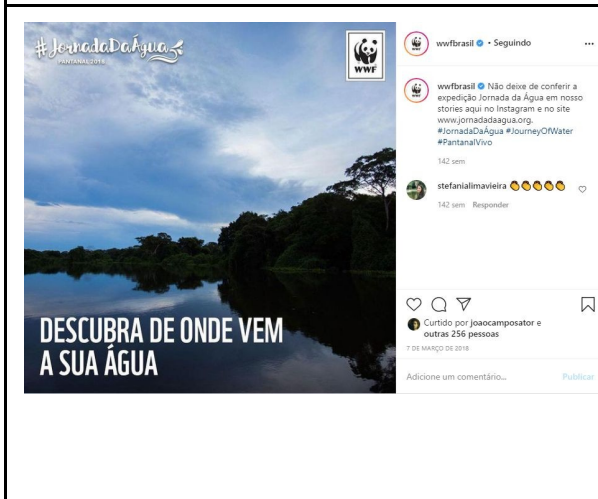 #JornadaDaÁgua
PANTANAL 2018
WWF
DESCUBRA DE ONDE VEM
A SUA ÁGUA
wwfbrasil • Seguindo
wwfbrasil Não deixe de conferir a
expedição Jornada da Água em nosso
stories aqui no Instagram e no site
www.jornadadaagua.org.
#JornadaDaÁgua #JourneyOfWater
#PantanalVivo
142 sem
stefanialimavieira 👏👏👏👏👏
142 sem Responder
Curtido por joaocamposator e
outras 256 pessoas
7 DE MARÇO DE 2018
Adicione um comentário... Publicar